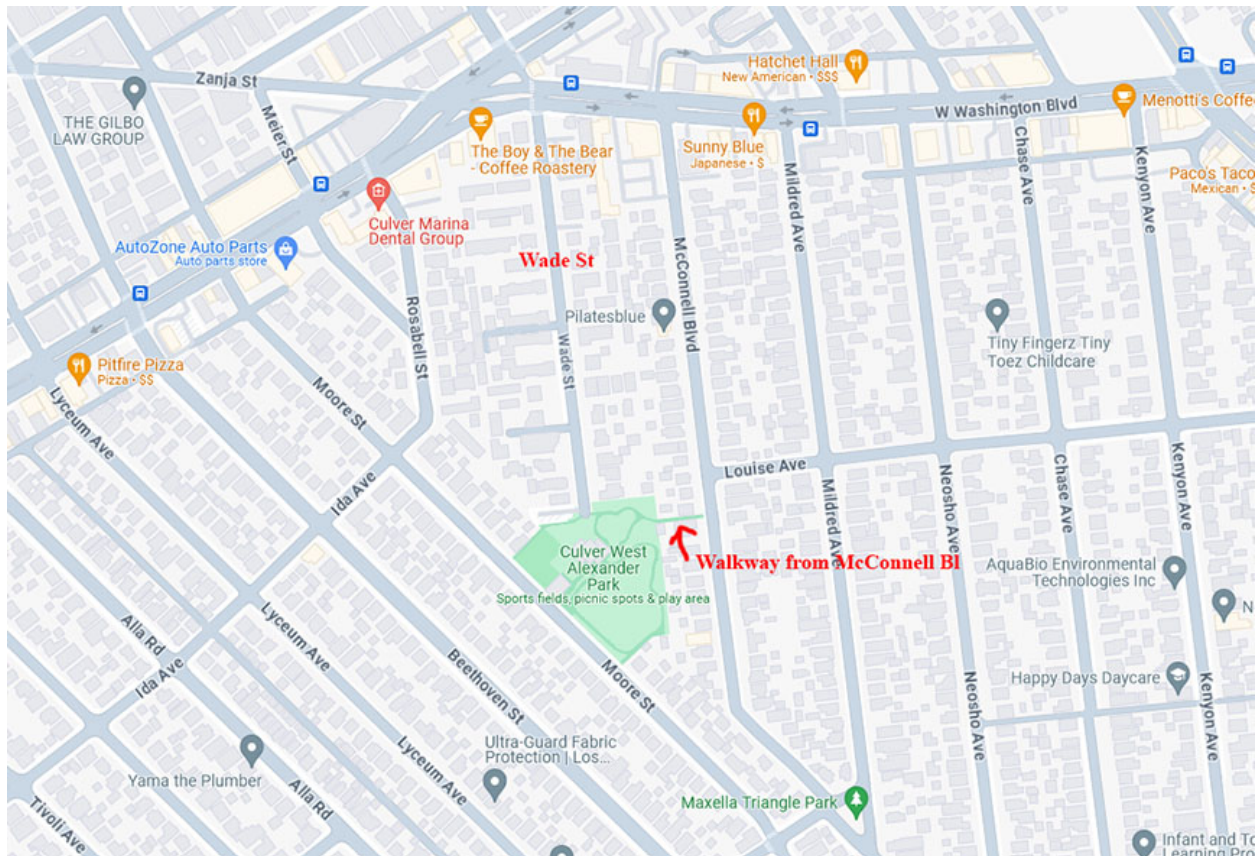 Zanja St
Meier St
THE GILBO
LAW GROUP
Hatchet Hall
New American • $$$
W Washington Blvd
Menotti's Coffe
The Boy & The Bear
- Coffee Roastery
Sunny Blue
Japanese • $
Mildred Ave
Chase Ave
Kenyon Ave
Paco's Taco
Mexican • $
Culver Marina
Dental Group
AutoZone Auto Parts
Auto parts store
Wade St
McConnell Blvd
Rosabell St
Pilatesblue
Tiny Fingerz Tiny
Toez Childcare
Wade St
Pitfire Pizza
Pizza • $$
Lyceum Ave
Moore St
Louise Ave
Ida Ave
Mildred Ave
Neosho Ave
Chase Ave
Kenyon Ave
Culver West
Alexander
Park
Sports fields, picnic spots & play area
Walkway from McConnell Bl
AquaBio Environmental
Technologies Inc
N
Alla Rd
Ida Ave
Lyceum Ave
Beethoven St
Moore St
Neosho Ave
Happy Days Daycare
Kenyon Ave
Ultra-Guard Fabric
Protection | Los...
Yama the Plumber
Lyceum Ave
Alla Rd
Tivoli Ave
Maxella Triangle Park
Infant and To
Learning Pro